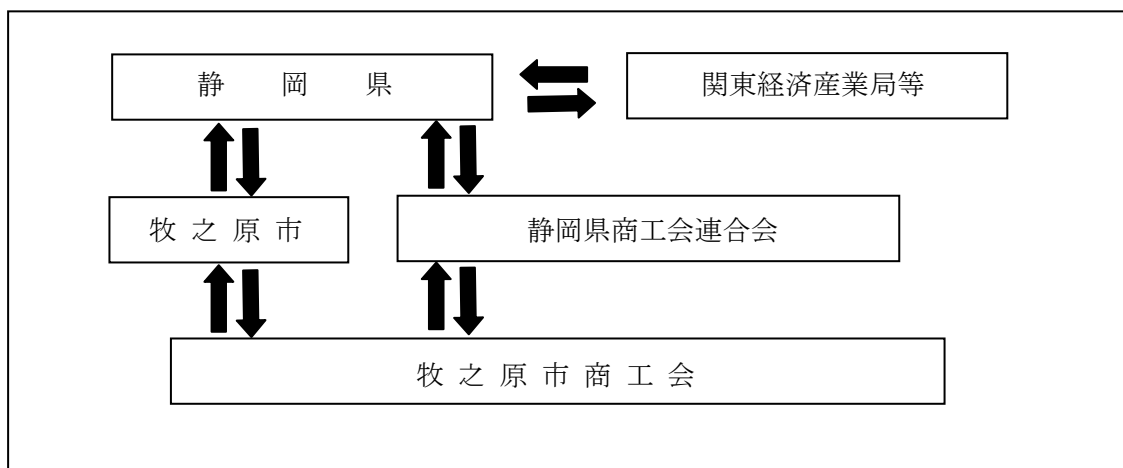 静岡県
関東経済産業局等
牧之原市
静岡県商工会連合会
牧之原市商工会